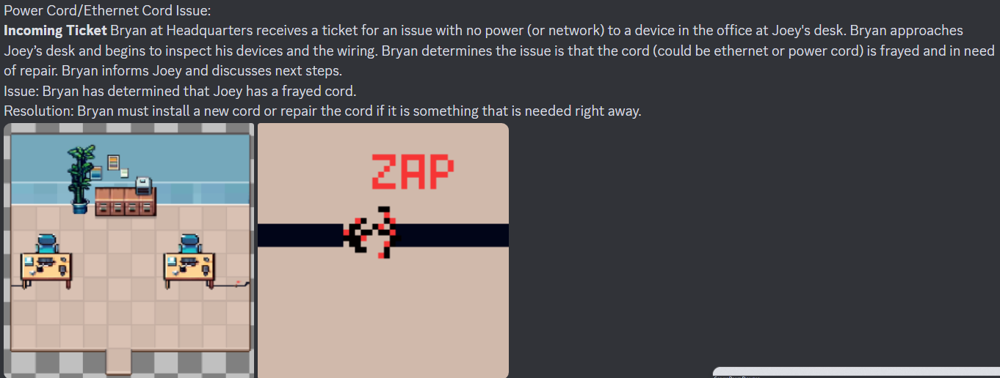 Power Cord/Ethernet Cord Issue:
Incoming Ticket Bryan at Headquarters receives a ticket for an issue with no power (or network) to a device in the office at Joey's desk. Bryan approaches
Joey’s desk and begins to inspect his devices and the wiring. Bryan determines the issue is that the cord (could be ethernet or power cord) is frayed and in need
of repair. Bryan informs Joey and discusses next steps.
Issue: Bryan has determined that Joey has a frayed cord.
Resolution: Bryan must install a new cord or repair the cord if it is something that is needed right away.
ZAP